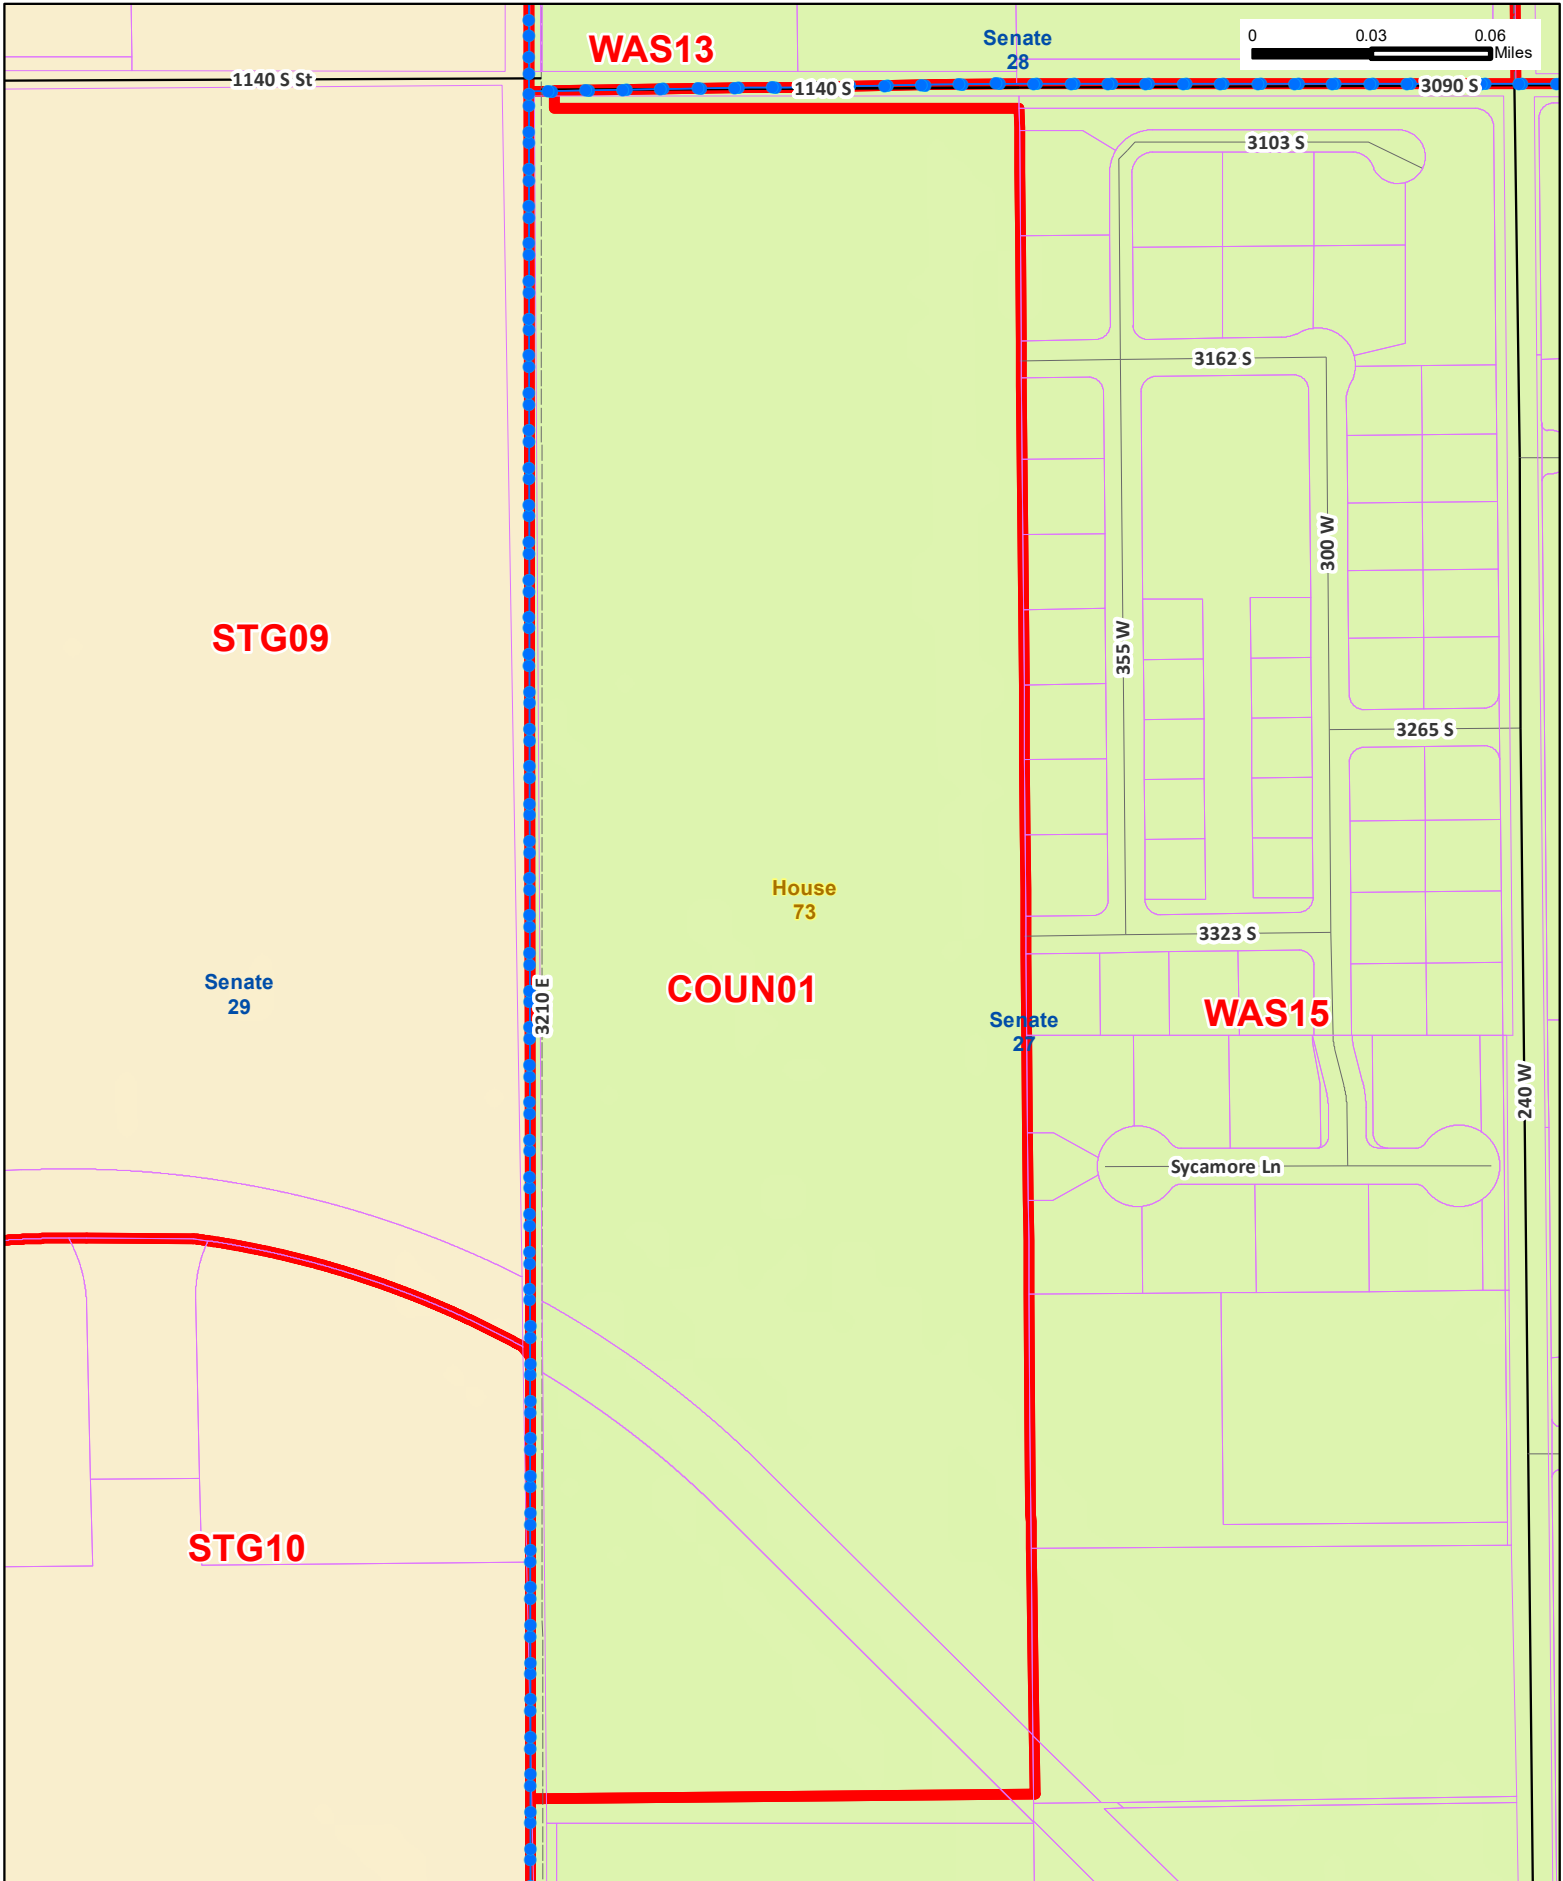 WAS13
Senate
28
0 0.03 0.06
Miles
1140 S St
1140 S
3090 S
3103 S
3162 S
300 W
STG09
355 W
3265 S
House
73
3323 S
Senate
29
3210 E
COUN01
Senate
27
WAS15
240 W
Sycamore Ln
STG10